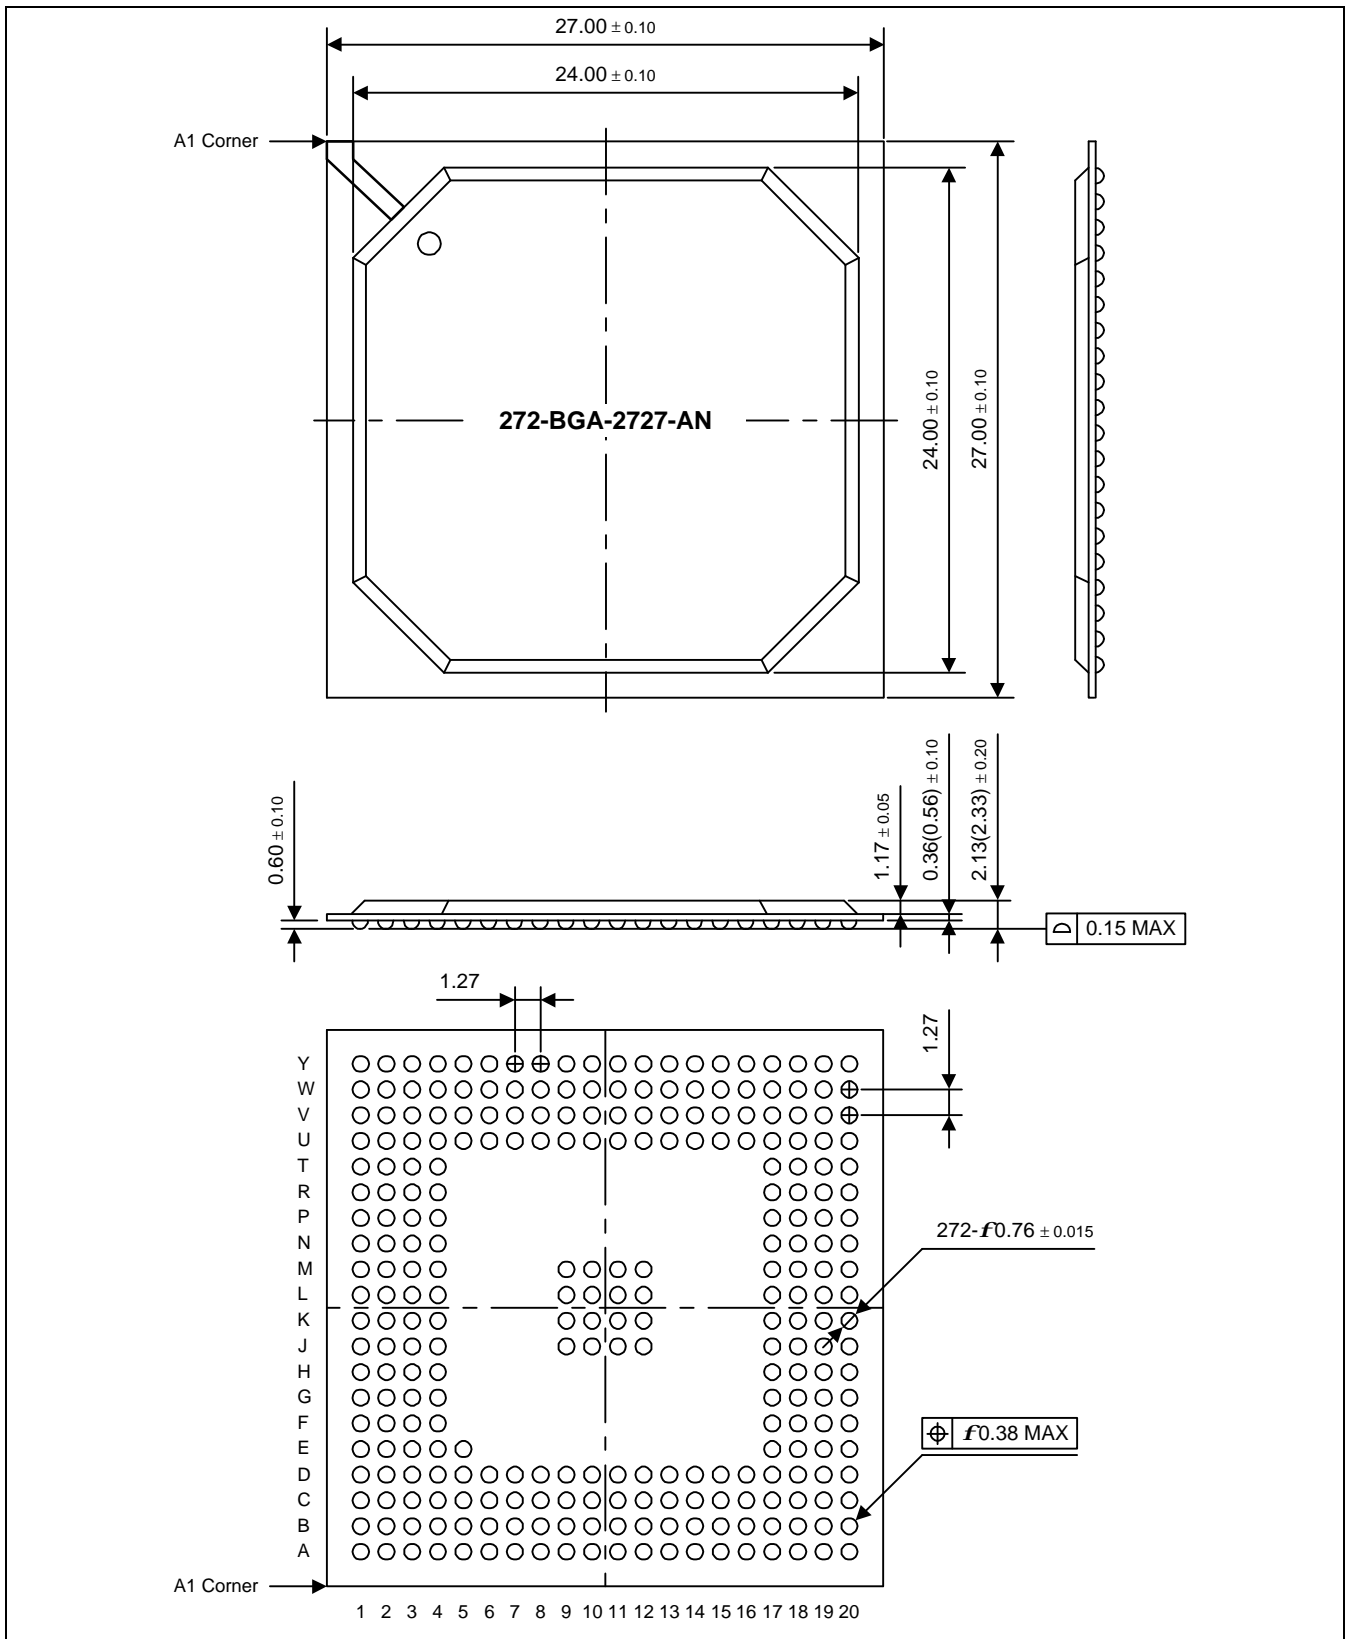 27.00 ± 0.10
24.00 ± 0.10
A1 Corner
272-BGA-2727-AN
24.00 ± 0.10
27.00 ± 0.10
0.60 ± 0.10
1.17 ± 0.05
0.36(0.56) ± 0.10
2.13(2.33) ± 0.20
0.15 MAX
1.27
1.27
Y
W
V
U
T
R
P
N
M
L
K
J
H
G
F
E
D
C
B
A
272-f0.76 ± 0.015
f0.38 MAX
A1 Corner
1 2 3 4 5 6 7 8 9 10 11 12 13 14 15 16 17 18 19 20